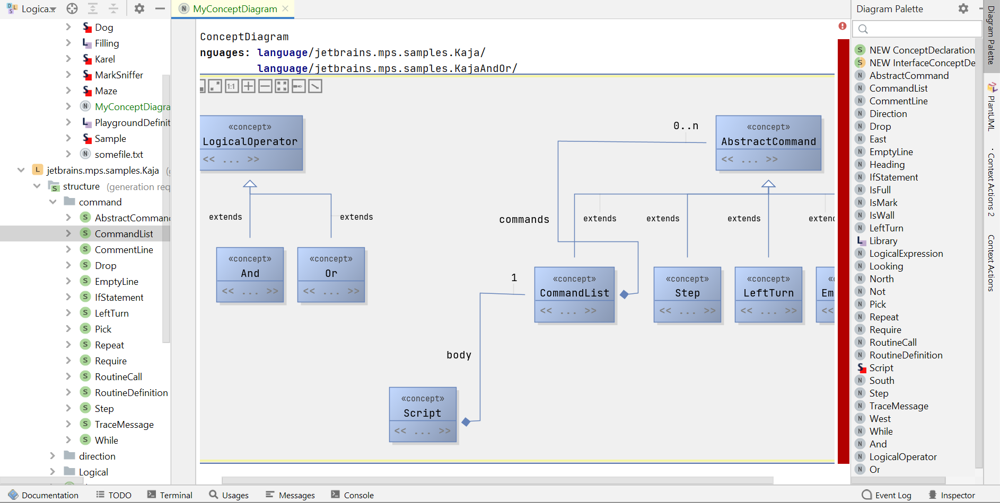 Logica...
MyConceptDiagram
Diagram Palette
Dog
Filling
Karel
MarkSniffer
Maze
MyConceptDiagra
PlaygroundDefinit
Sample
somefile.txt
jetbrains.mps.samples.Kaja (g
structure (generation req
command
AbstractComman
CommandList
CommentLine
Drop
EmptyLine
IfStatement
LeftTurn
Pick
Repeat
Require
RoutineCall
RoutineDefinition
Step
TraceMessage
While
direction
Logical
ConceptDiagram
nguages: language/jetbrains.mps.samples.Kaja/
language/jetbrains.mps.samples.KajaAndOr/
1:1
«concept»
LogicalOperator
<< ... >>
extends
extends
«concept»
And
<< ... >>
«concept»
Or
<< ... >>
0..n
«concept»
AbstractCommand
<< ... >>
commands
extends
extends
extends
exten
1
«concept»
CommandList
<< ... >>
«concept»
Step
<< ... >>
«concept»
LeftTurn
<< ... >>
«c
Em
<<
body
«concept»
Script
<< ... >>
NEW ConceptDeclaration
NEW InterfaceConceptDe
AbstractCommand
CommandList
CommentLine
Direction
Drop
East
EmptyLine
Heading
IfStatement
IsFull
IsMark
IsWall
LeftTurn
Library
LogicalExpression
Looking
North
Not
Pick
Repeat
Require
RoutineCall
RoutineDefinition
Script
South
Step
TraceMessage
West
While
And
LogicalOperator
Or
Diagram Palette
PlantUML
Context Actions 2
Context Actions
Documentation
TODO
Terminal
Usages
Messages
Console
Event Log
Inspector